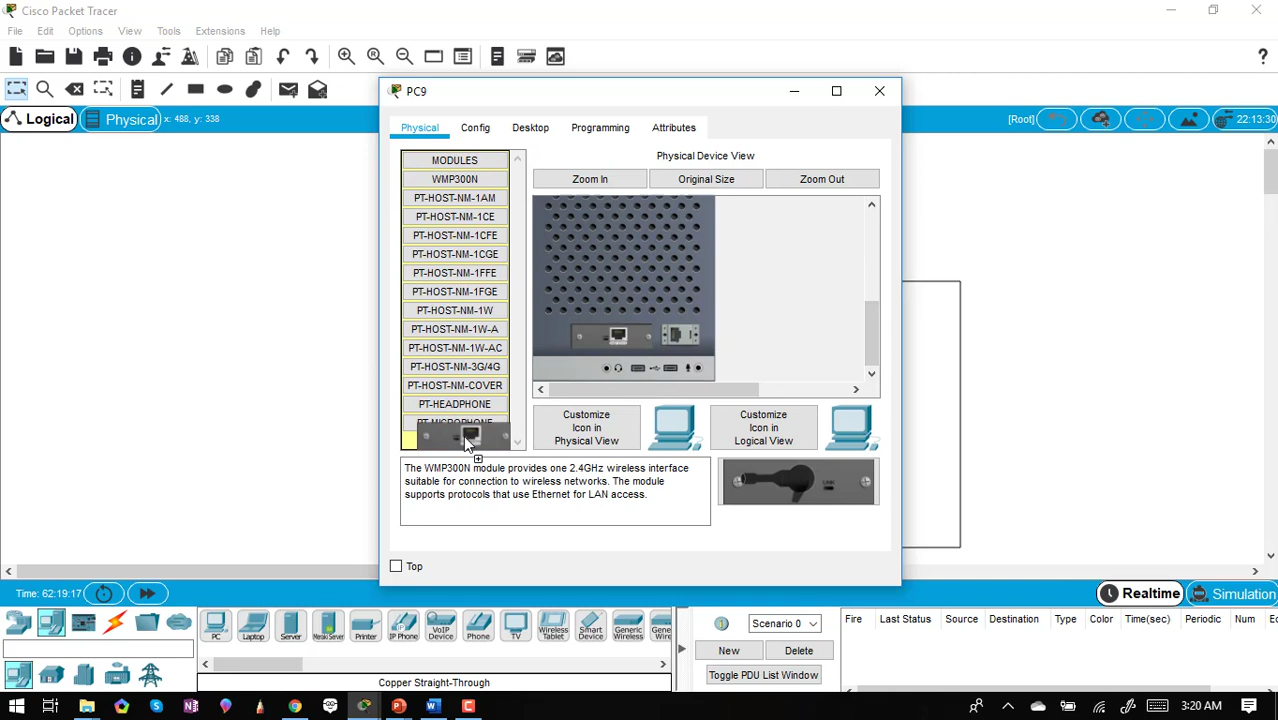 Cisco Packet Tracer
File Edit Options View Tools Extensions Help
PC9
Logical Physical x: 488, y: 338 [Root] 22:13:30
Physical Config Desktop Programming Attributes
MODULES
WMP300N
PT-HOST-NM-1AM
PT-HOST-NM-1CE
PT-HOST-NM-1CFE
PT-HOST-NM-1CGE
PT-HOST-NM-1FFE
PT-HOST-NM-1FGE
PT-HOST-NM-1W
PT-HOST-NM-1W-A
PT-HOST-NM-1W-AC
PT-HOST-NM-3G/4G
PT-HOST-NM-COVER
PT-HEADPHONE
PT-MICROPHONE
Physical Device View
Zoom In Original Size Zoom Out
Customize
Icon in
Physical View
Customize
Icon in
Logical View
The WMP300N module provides one 2.4GHz wireless interface
suitable for connection to wireless networks. The module
supports protocols that use Ethernet for LAN access.
Top
Time: 62:19:17
Realtime Simulation
PC
Laptop
Server
Meraki Server
Printer
IP Phone
VoIP
Device
Phone
TV
Wireless
Tablet
Smart
Device
Generic
Wireless
Copper Straight-Through
Scenario 0
New Delete
Toggle PDU List Window
Fire Last Status Source Destination Type Color Time(sec) Periodic Num
3:20 AM